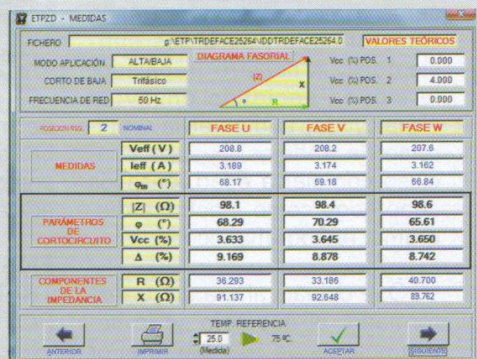 ETPZD - MEDIDAS
FICHERO g:\ETP\TRDEFACE25264\DDTRDEFACE25264.0 VALORES TEÓRICOS
MODO APLICACIÓN ALTA/BAJA DIAGRAMA FASORIAL Vcc (%) POS. 1 0.000
CORTO DE BAJA Trifásico |Z| X Vcc (%) POS. 2 4.000
FRECUENCIA DE RED 50 Hz φ R Vcc (%) POS. 3 0.000
2 NOMINAL FASE U FASE V FASE W
MEDIDAS Veff (V) 208.8 208.2 207.6
Ieff (A) 3.189 3.174 3.162
φm (°) 68.17 69.18 66.84
PARÁMETROS DE CORTOCIRCUITO |Z| (Ω) 98.1 98.4 98.6
φ (°) 68.29 70.29 65.61
Vcc (%) 3.633 3.645 3.650
Δ (%) 9.169 8.878 8.742
COMPONENTES DE LA IMPEDANCIA R (Ω) 36.293 33.186 40.700
X (Ω) 91.137 92.648 89.762
ANTERIOR IMPRIMIR TEMP. REFERENCIA 25.0 (Medida) 75 ºC ACEPTAR SIGUIENTE